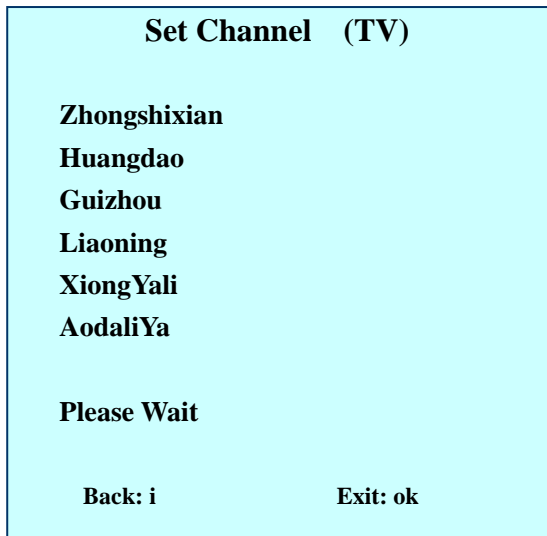 Set Channel (TV)
Zhongshixian
Huangdao
Guizhou
Liaoning
XiongYali
AodaliYa
Please Wait
Back: i Exit: ok